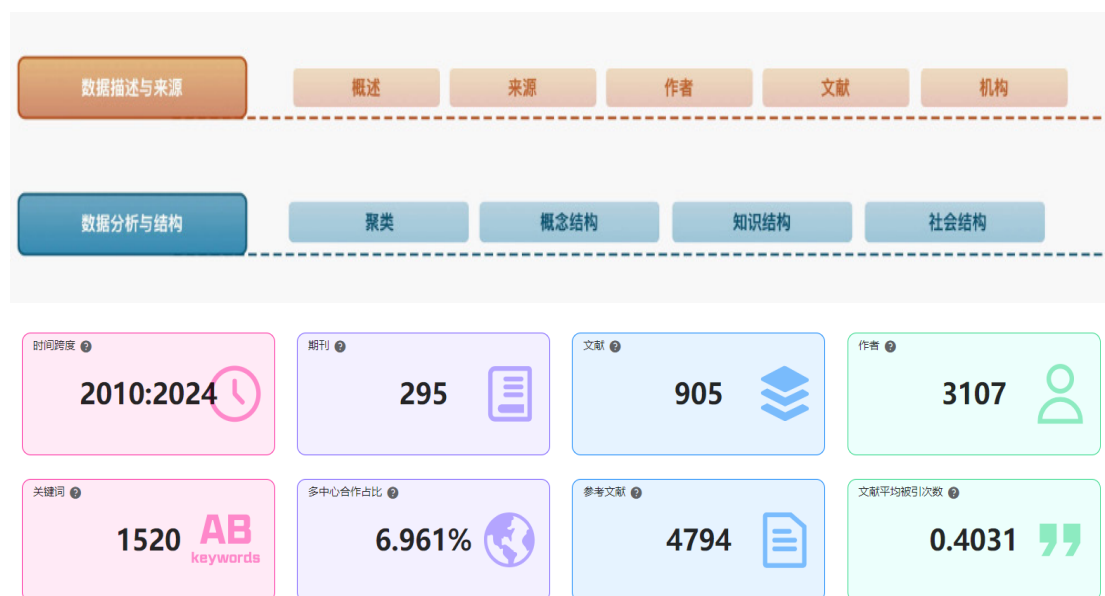 数据描述与来源 概述 来源 作者 文献 机构
数据分析与结构 聚类 概念结构 知识结构 社会结构
时间跨度 ? 期刊 ? 文献 ? 作者 ?
2010:2024 295 905 3107
关键词 ? 多中心合作占比 ? 参考文献 ? 文献平均被引次数 ?
1520 AB 6.961% 4794 0.4031
keywords